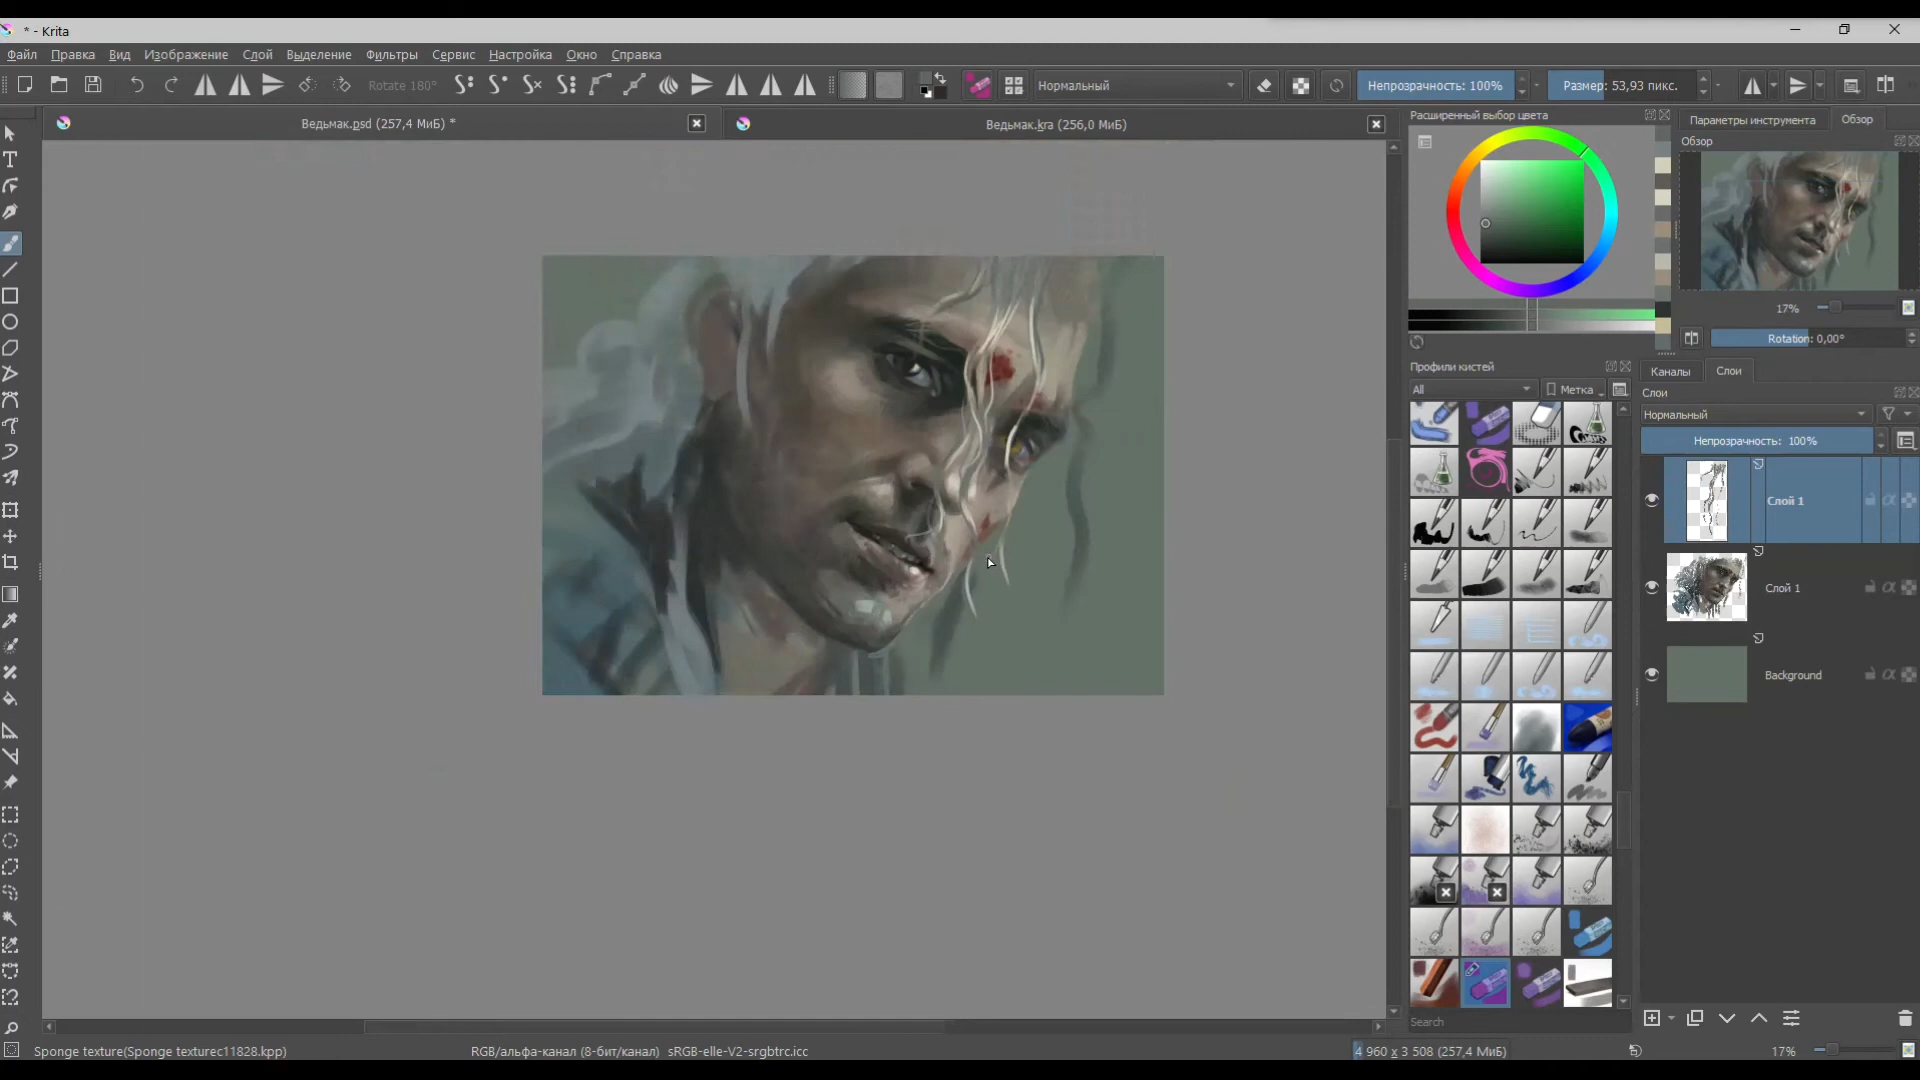 * - Krita
Файл Правка Вид Изображение Слой Выделение Фильтры Сервис Настройка Окно Справка
Rotate 180°
Нормальный
Непрозрачность: 100%
Размер: 53,93 пикс.
Ведьмак.psd (257,4 МиБ) *
Ведьмак.kra (256,0 МиБ)
Расширенный выбор цвета
Параметры инструмента
Обзор
Обзор
17%
Rotation: 0,00°
Профили кистей
All
Метка
Каналы
Слои
Слои
Нормальный
Непрозрачность: 100%
Слой 1
Слой 1
Background
Search
Sponge texture(Sponge texturec11828.kpp)
RGB/альфа-канал (8-бит/канал) sRGB-elle-V2-srgbtrc.icc
4 960 x 3 508 (257,4 МиБ)
17%